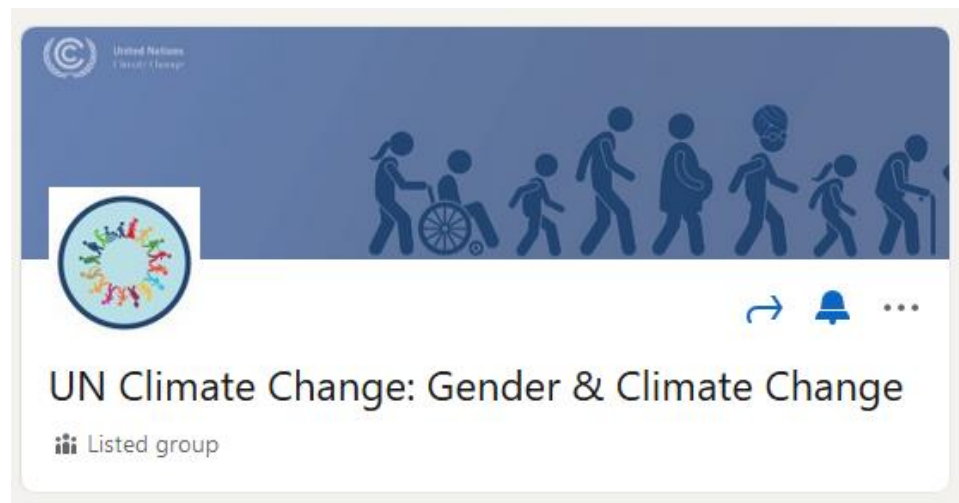 United Nations
Climate Change
UN Climate Change: Gender & Climate Change
Listed group